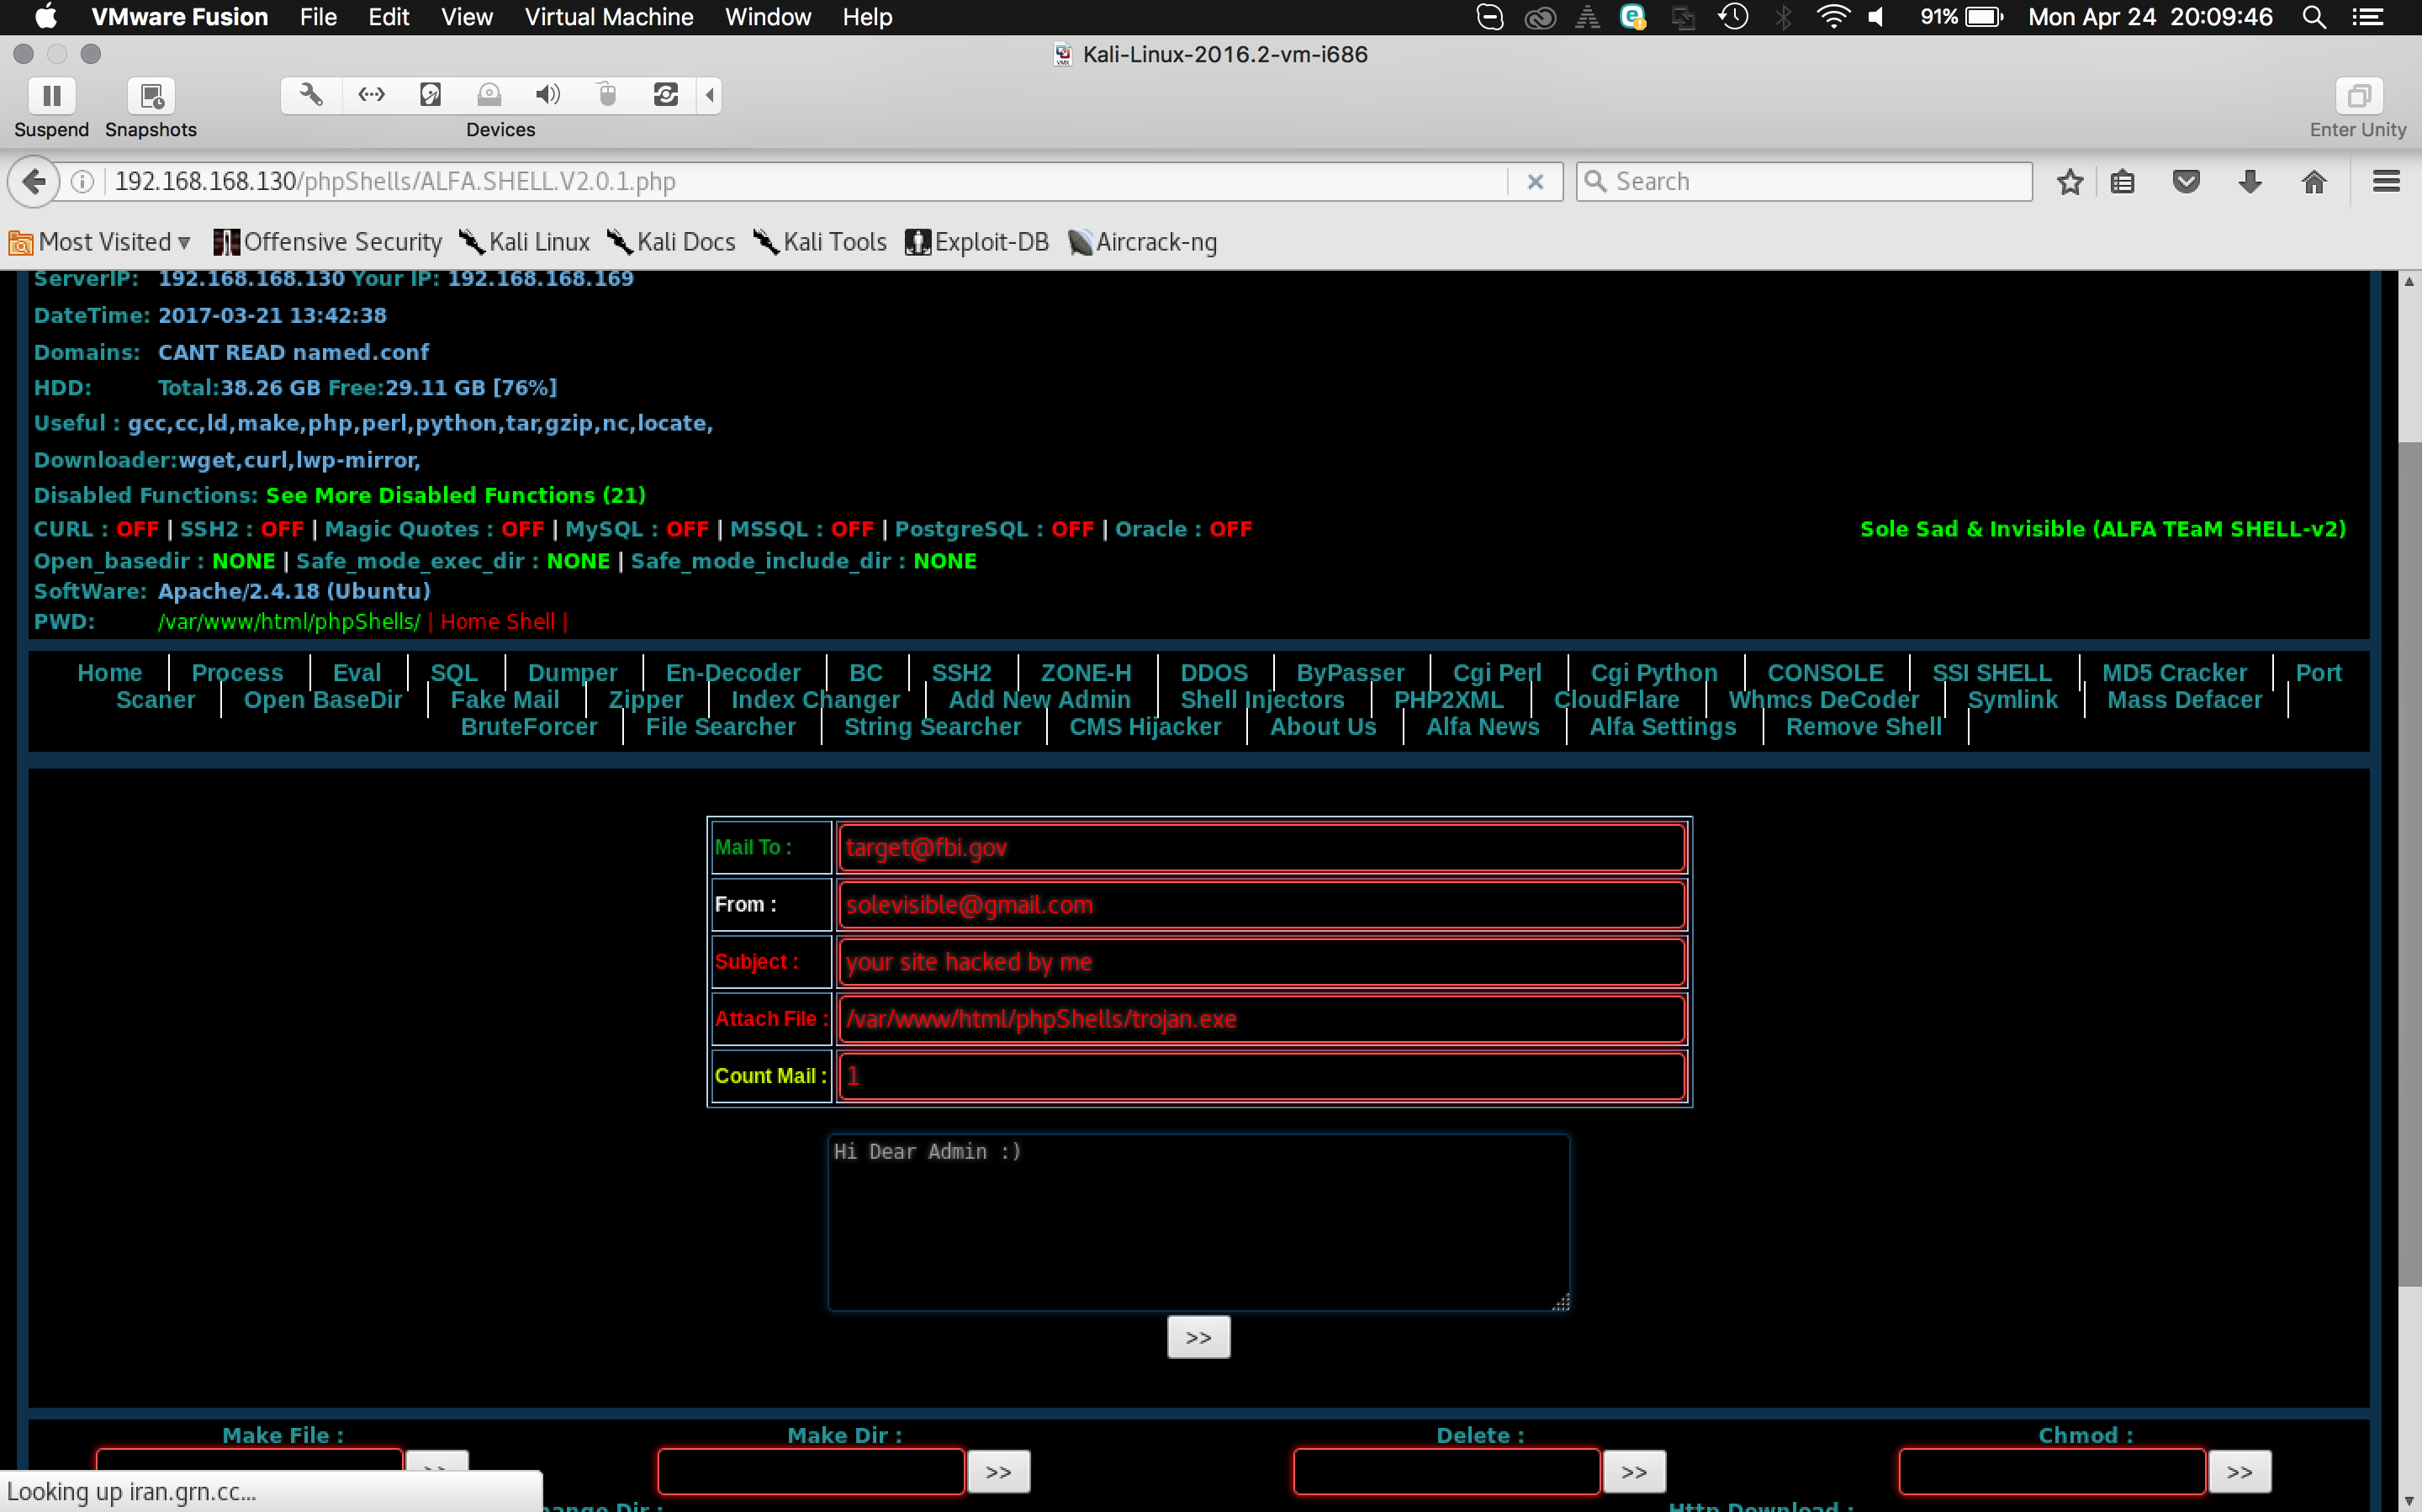 VMware Fusion File Edit View Virtual Machine Window Help 91% Mon Apr 24 20:09:46
Kali-Linux-2016.2-vm-i686
Suspend Snapshots Devices Enter Unity
192.168.168.130/phpShells/ALFA.SHELL.V2.0.1.php Search
Most Visited Offensive Security Kali Linux Kali Docs Kali Tools Exploit-DB Aircrack-ng
ServerIP: 192.168.168.130 Your IP: 192.168.168.169
DateTime: 2017-03-21 13:42:38
Domains: CANT READ named.conf
HDD: Total:38.26 GB Free:29.11 GB [76%]
Useful : gcc,cc,ld,make,php,perl,python,tar,gzip,nc,locate,
Downloader:wget,curl,lwp-mirror,
Disabled Functions: See More Disabled Functions (21)
CURL : OFF | SSH2 : OFF | Magic Quotes : OFF | MySQL : OFF | MSSQL : OFF | PostgreSQL : OFF | Oracle : OFF Sole Sad & Invisible (ALFA TEaM SHELL-v2)
Open_basedir : NONE | Safe_mode_exec_dir : NONE | Safe_mode_include_dir : NONE
SoftWare: Apache/2.4.18 (Ubuntu)
PWD: /var/www/html/phpShells/ | Home Shell |
Home Process Eval SQL Dumper En-Decoder BC SSH2 ZONE-H DDOS ByPasser Cgi Perl Cgi Python CONSOLE SSI SHELL MD5 Cracker Port
Scaner Open BaseDir Fake Mail Zipper Index Changer Add New Admin Shell Injectors PHP2XML CloudFlare Whmcs DeCoder Symlink Mass Defacer
BruteForcer File Searcher String Searcher CMS Hijacker About Us Alfa News Alfa Settings Remove Shell
Mail To : target@fbi.gov
From : solevisible@gmail.com
Subject : your site hacked by me
Attach File : /var/www/html/phpShells/trojan.exe
Count Mail : 1
Hi Dear Admin :)
>>
Make File : Make Dir : Delete : Chmod :
>> >> >> >>
Looking up iran.grn.cc...
hange Dir : Http Download :